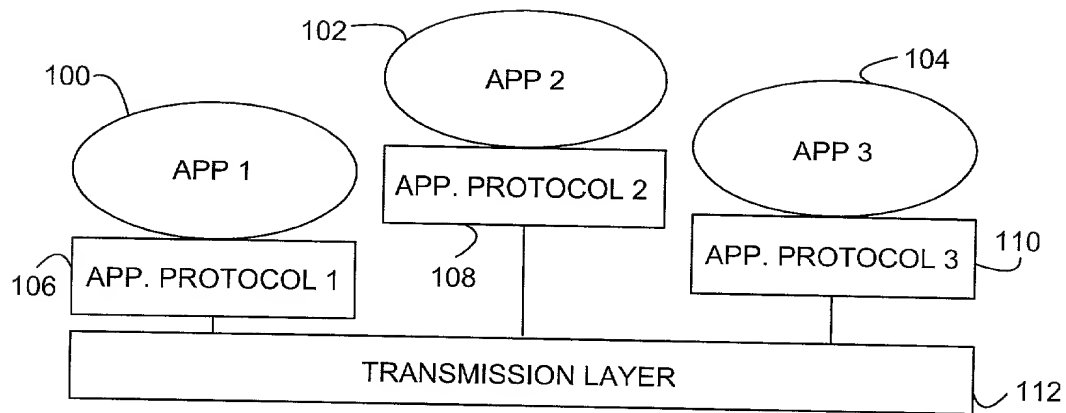 102
APP 2
104
100
APP 1
APP 3
APP. PROTOCOL 2
108
APP. PROTOCOL 3
110
106
APP. PROTOCOL 1
TRANSMISSION LAYER
112